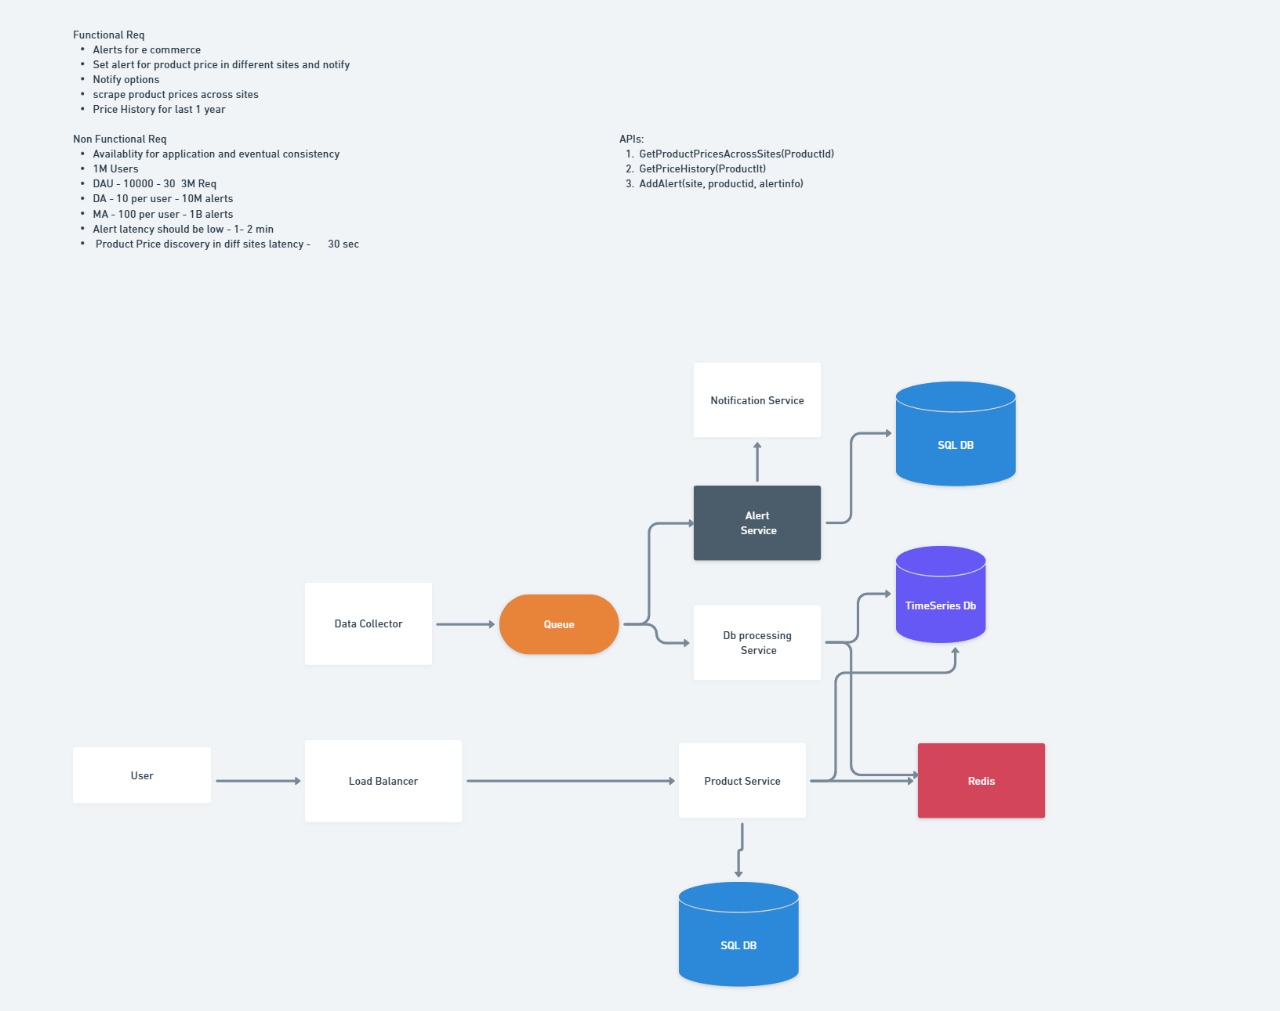 Functional Req
• Alerts for e commerce
• Set alert for product price in different sites and notify
• Notify options
• scrape product prices across sites
• Price History for last 1 year
Non Functional Req
• Availablity for application and eventual consistency
• 1M Users
• DAU - 10000 - 30 3M Req
• DA - 10 per user - 10M alerts
• MA - 100 per user - 1B alerts
• Alert latency should be low - 1- 2 min
• Product Price discovery in diff sites latency - 30 sec
APIs:
1. GetProductPricesAcrossSites(ProductId)
2. GetPriceHistory(ProductIt)
3. AddAlert(site, productid, alertinfo)
Notification Service
SQL DB
Alert
Service
TimeSeries Db
Data Collector
Queue
Db processing
Service
User
Load Balancer
Product Service
Redis
SQL DB